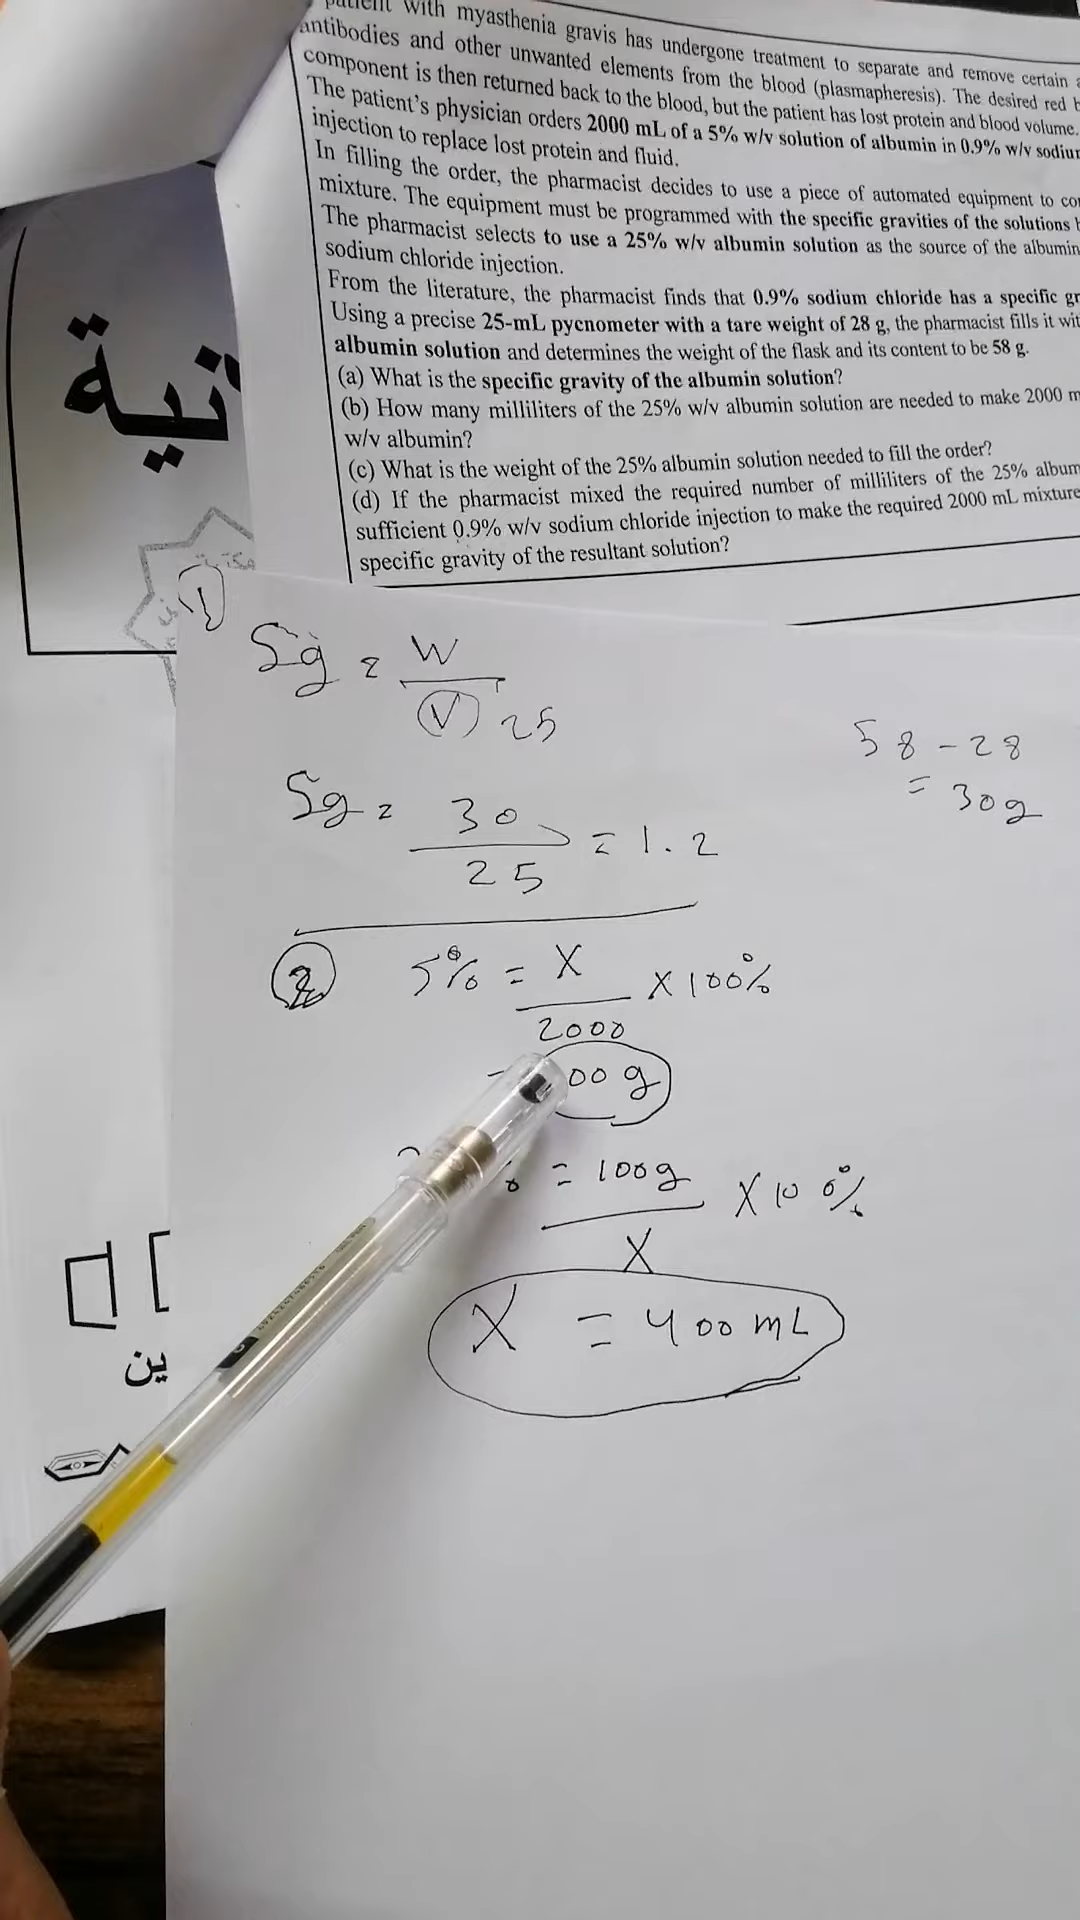 patient with myasthenia gravis has undergone treatment to separate and remove certain
antibodies and other unwanted elements from the blood (plasmapheresis). The desired red
component is then returned back to the blood, but the patient has lost protein and blood volume.
The patient's physician orders 2000 mL of a 5% w/v solution of albumin in 0.9% w/v
injection to replace lost protein and fluid.
In filling the order, the pharmacist decides to use a piece of automated equipment to
mixture. The equipment must be programmed with the specific gravities of the solutions
The pharmacist selects to use a 25% w/v albumin solution as the source of the albumin
sodium chloride injection.
From the literature, the pharmacist finds that 0.9% sodium chloride has a specific
Using a precise 25-mL pycnometer with a tare weight of 28 g, the pharmacist fills it
albumin solution and determines the weight of the flask and its content to be 58 g.
(a) What is the specific gravity of the albumin solution?
(b) How many milliliters of the 25% w/v albumin solution are needed to make 2000
w/v albumin?
(c) What is the weight of the 25% albumin solution needed to fill the order?
(d) If the pharmacist mixed the required number of milliliters of the 25%
sufficient 0.9% w/v sodium chloride injection to make the required 2000 mL mixture
specific gravity of the resultant solution?
نية
ين
1
Sg = W
V 25
58 - 28
= 30g
Sg = 30
25 = 1.2
2
5% = X
2000 X 100%
00 g
= 100g
X X 100%
X = 400 mL